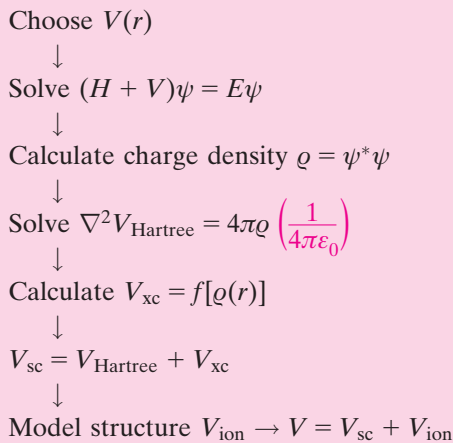 Choose V(r)
↓
Solve (H + V)ψ = Eψ
↓
Calculate charge density ϱ = ψ*ψ
↓
Solve ∇²V_Hartree = 4πϱ (1/4πε₀)
↓
Calculate V_xc = f[ϱ(r)]
↓
V_sc = V_Hartree + V_xc
↓
Model structure V_ion → V = V_sc + V_ion